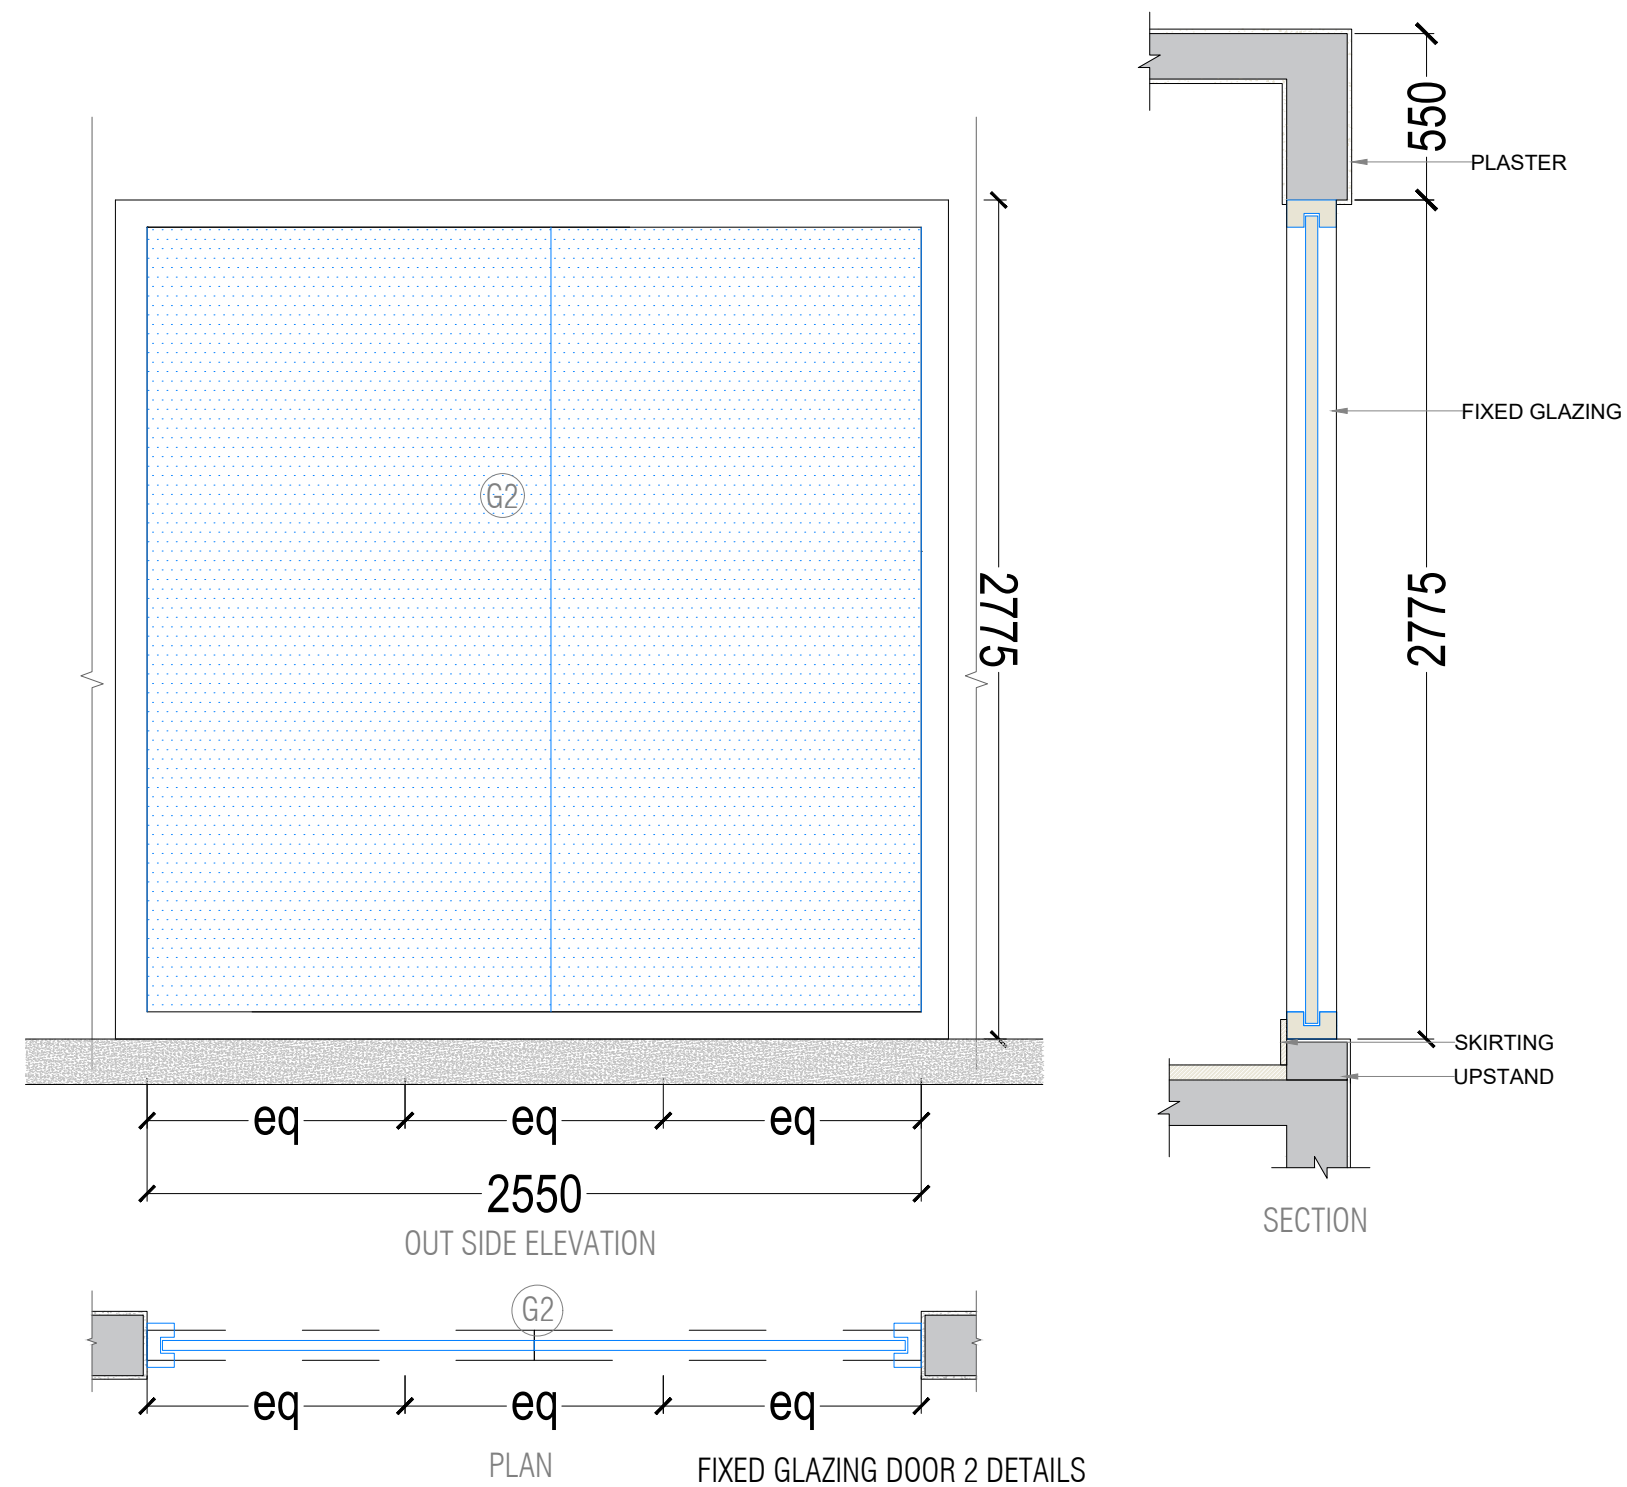 550
PLASTER
FIXED GLAZING
G2
2775
2775
SKIRTING
UPSTAND
eq eq eq
2550
OUT SIDE ELEVATION
SECTION
G2
eq eq eq
PLAN
FIXED GLAZING DOOR 2 DETAILS